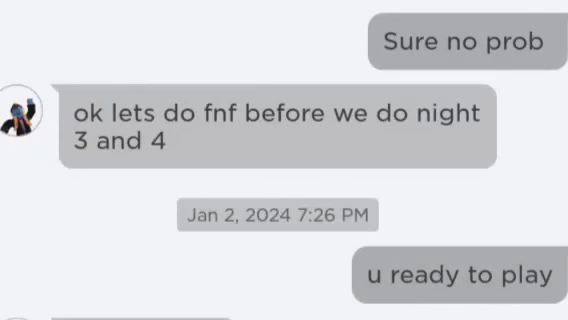 Sure no prob
ok lets do fnf before we do night
3 and 4
Jan 2, 2024 7:26 PM
u ready to play